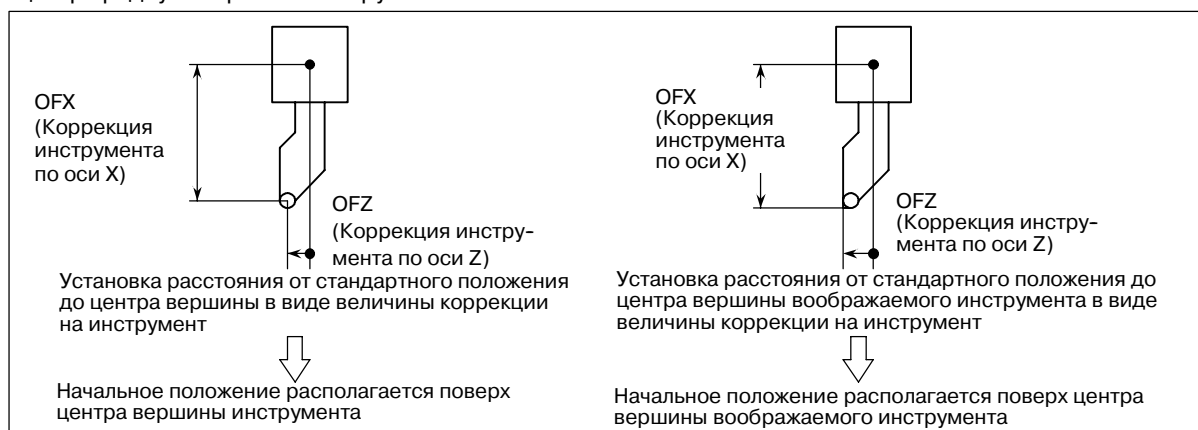 OFX
(Коррекция
инструмента
по оси X)
OFZ
(Коррекция инстру-
мента по оси Z)
Установка расстояния от стандартного положения
до центра вершины в виде величины коррекции
на инструмент
Начальное положение располагается поверх
центра вершины инструмента
OFX
(Коррекция
инструмента
по оси X)
OFZ
(Коррекция инстру-
мента по оси Z)
Установка расстояния от стандартного положения до
центра вершины воображаемого инструмента в виде
величины коррекции на инструмент
Начальное положение располагается поверх центра
вершины воображаемого инструмента